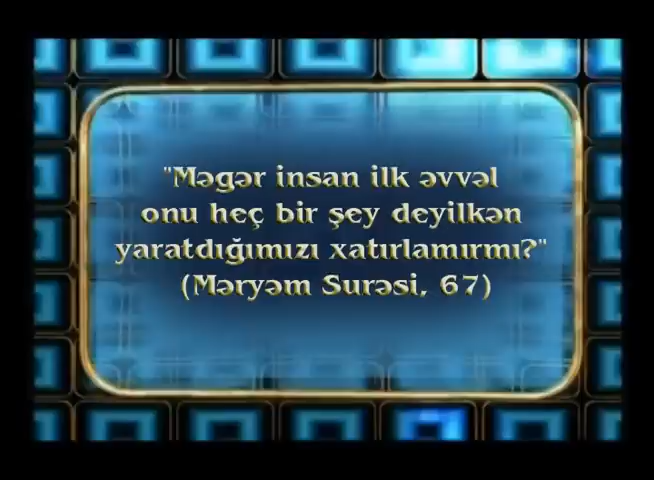 "Məgər insan ilk əvvəl
onu heç bir şey deyilkən
yaratdığımızı xatırlamırmı?"
(Məryəm Surəsi, 67)